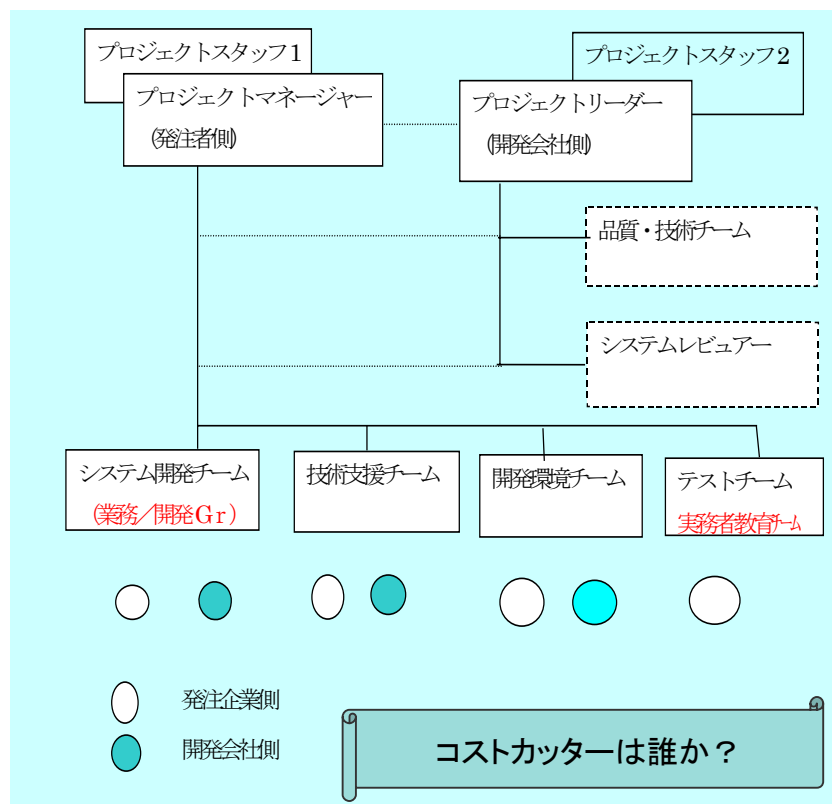 プロジェクトスタッフ1
プロジェクトスタッフ2
プロジェクトマネージャー
(発注者側)
プロジェクトリーダー
(開発会社側)
品質・技術チーム
システムレビュアー
システム開発チーム
(業務／開発Gr)
技術支援チーム
開発環境チーム
テストチーム
実務者教育チーム
発注企業側
開発会社側
コストカッターは誰か？